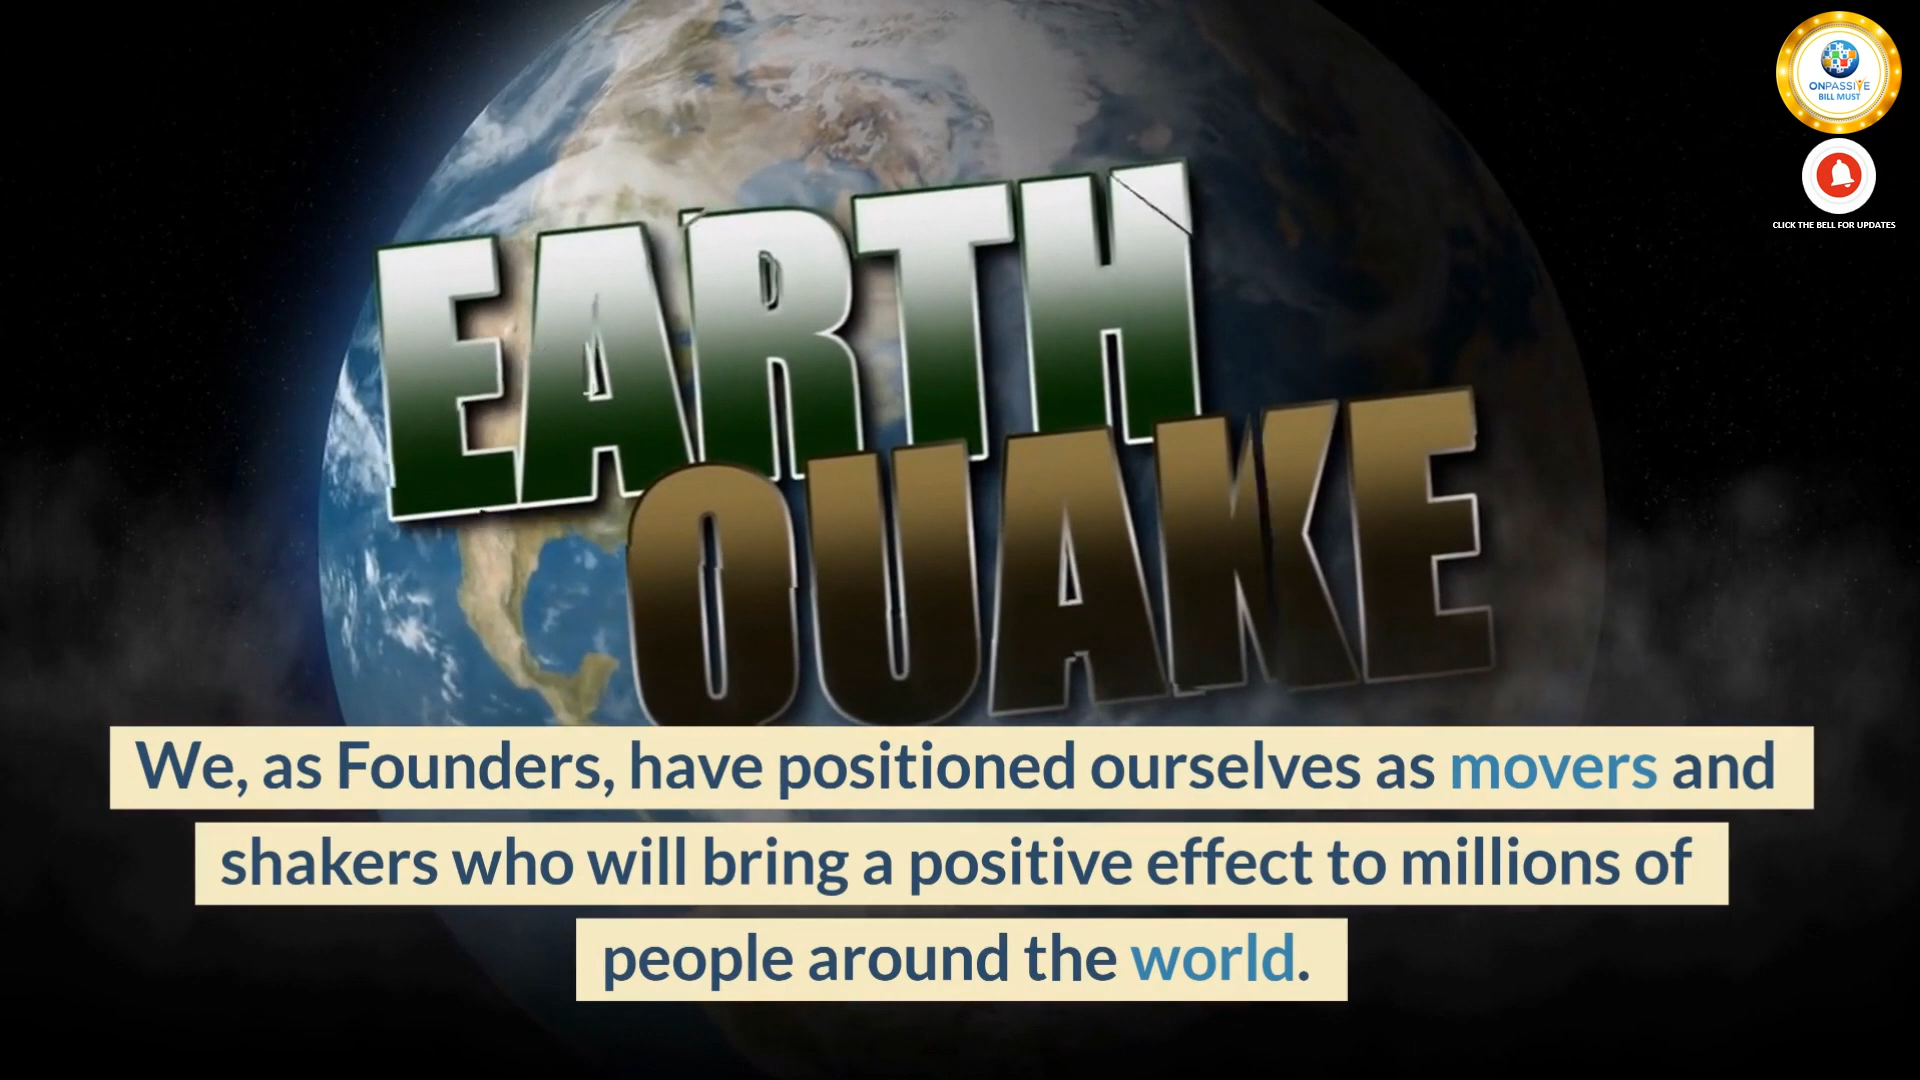 ONPASSIVE
BILL MUST
CLICK THE BELL FOR UPDATES
EARTH
QUAKE
We, as Founders, have positioned ourselves as movers and
shakers who will bring a positive effect to millions of
people around the world.